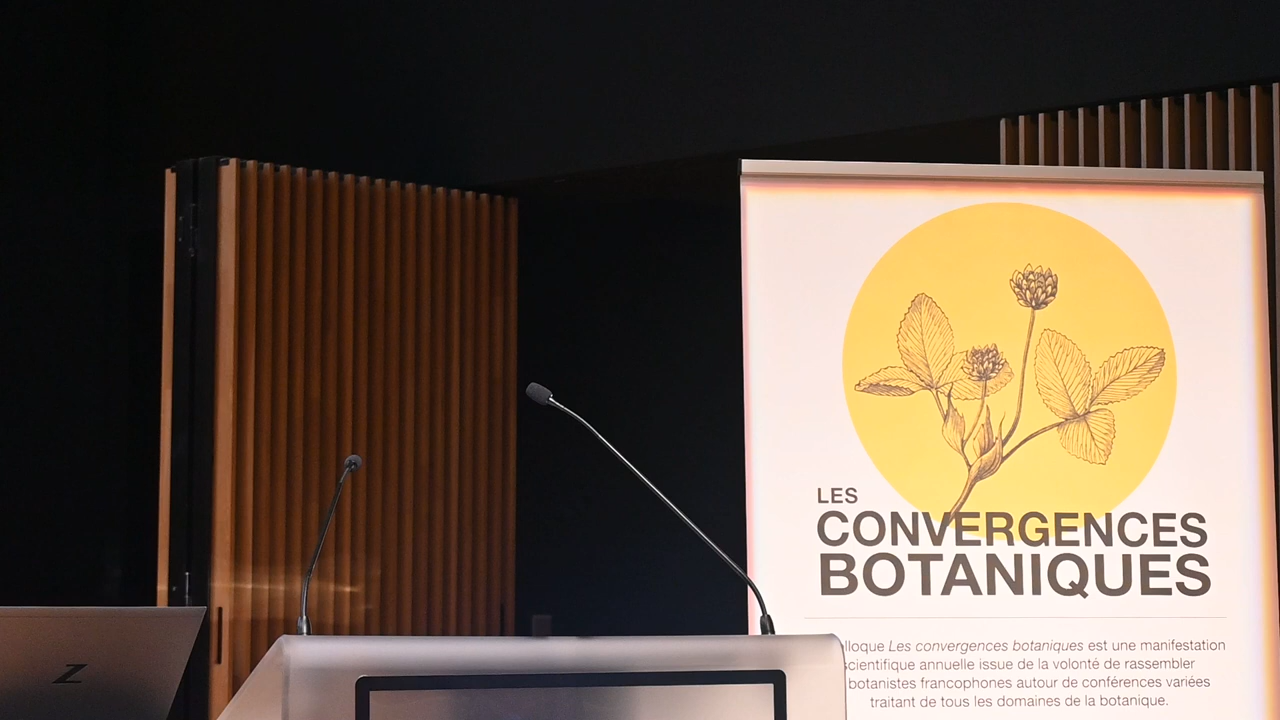 LES
CONVERGENCES
BOTANIQUES
Les convergences botaniques est une manifestation
scientifique annuelle issue de la volonté de rassembler
botanistes francophones autour de conférences variées
traitant de tous les domaines de la botanique.
Z